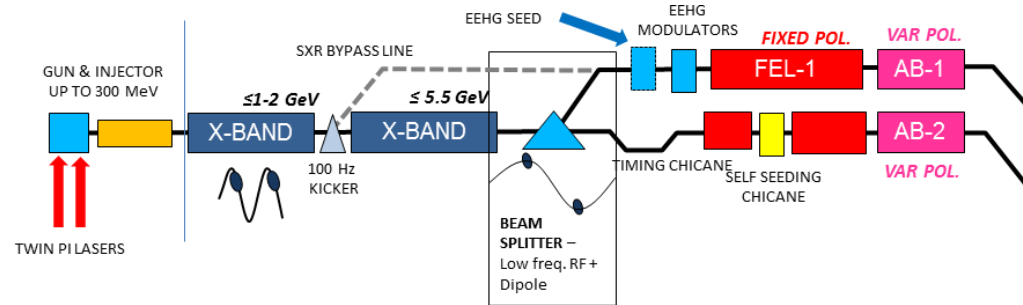 EEHG SEED
EEHG
MODULATORS
SXR BYPASS LINE
FIXED POL.
VAR POL.
GUN & INJECTOR
UP TO 300 MeV
≤1-2 GeV
≤ 5.5 GeV
FEL-1
AB-1
X-BAND
X-BAND
AB-2
100 Hz
KICKER
TIMING CHICANE
SELF SEEDING
CHICANE
VAR POL.
TWIN PI LASERS
BEAM
SPLITTER –
Low freq. RF +
Dipole